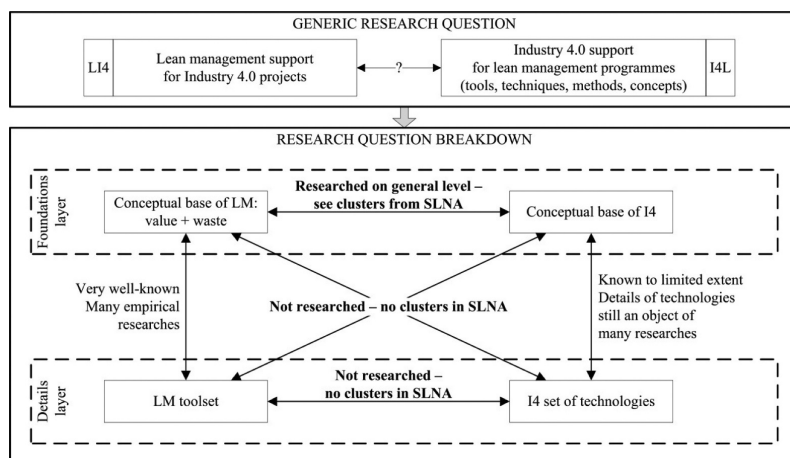 GENERIC RESEARCH QUESTION
LI4
Lean management support
for Industry 4.0 projects
?
Industry 4.0 support
for lean management programmes
(tools, techniques, methods, concepts)
I4L
RESEARCH QUESTION BREAKDOWN
Foundations
layer
Conceptual base of LM:
value + waste
Researched on general level –
see clusters from SLNA
Conceptual base of I4
Very well-known
Many empirical
researches
Not researched – no clusters in SLNA
Known to limited extent
Details of technologies
still an object of
many researches
Details
layer
LM toolset
Not researched –
no clusters in SLNA
I4 set of technologies